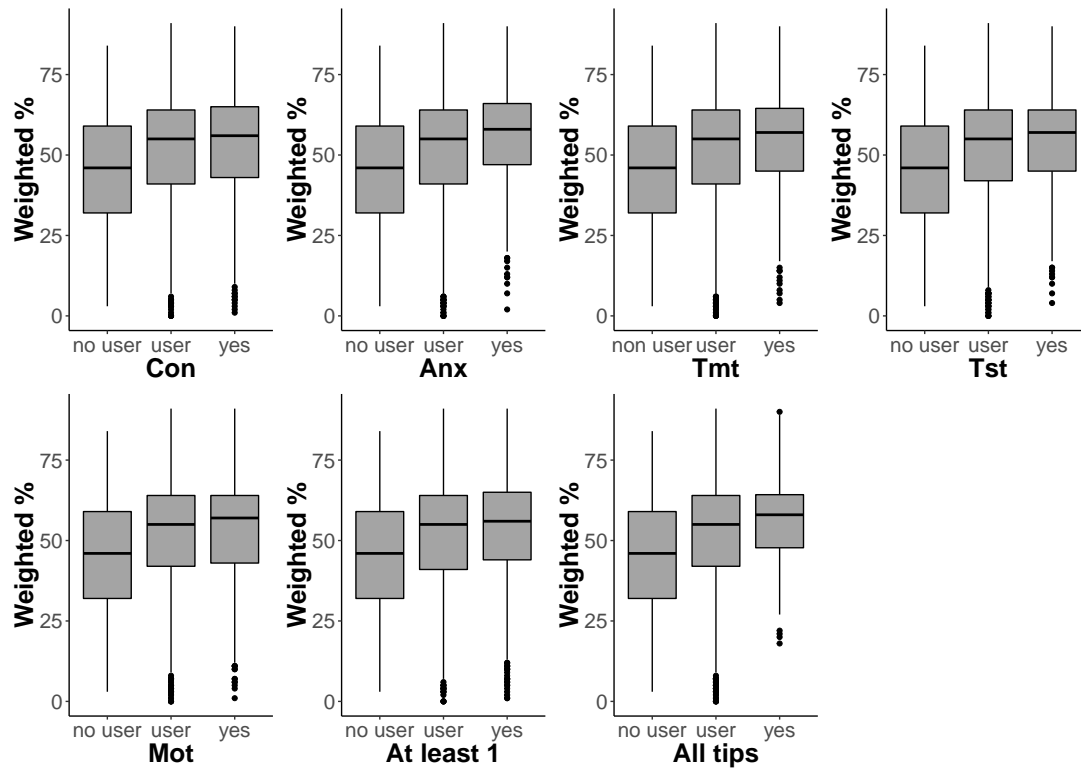 Weighted %
75
50
25
0
no user user yes
Con
Weighted %
75
50
25
0
no user user yes
Anx
Weighted %
75
50
25
0
non user user yes
Tmt
Weighted %
75
50
25
0
no user user yes
Tst
Weighted %
75
50
25
0
no user user yes
Mot
Weighted %
75
50
25
0
no user user yes
At least 1
Weighted %
75
50
25
0
no user user yes
All tips